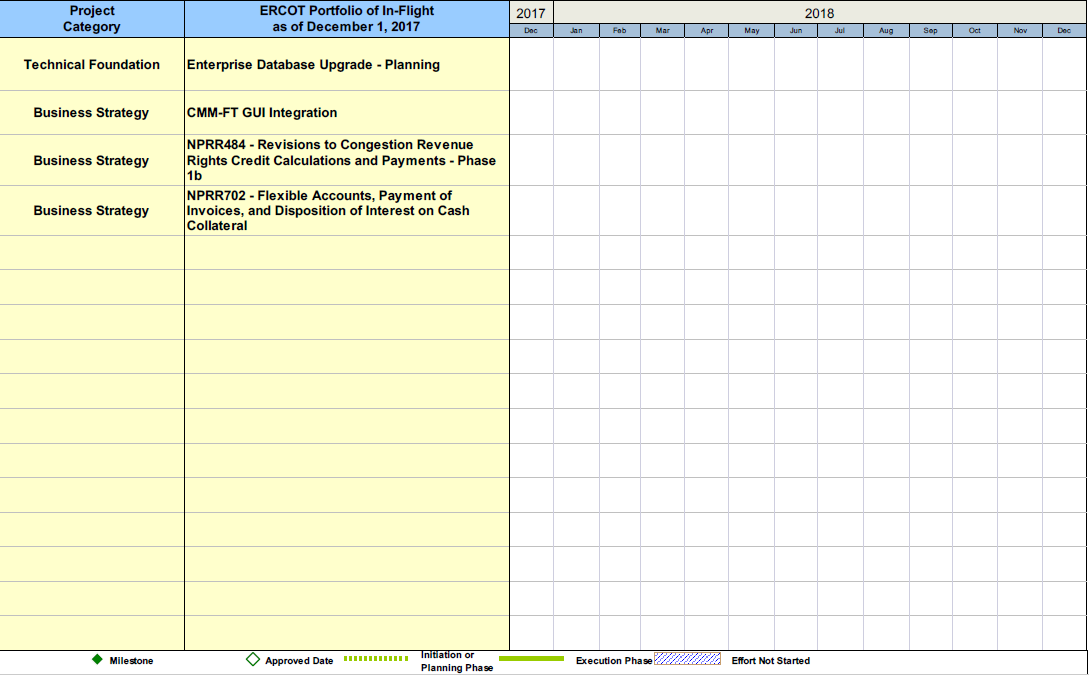 Project
Category
ERCOT Portfolio of In-Flight
as of December 1, 2017
2017
2018
Dec
Jan
Feb
Mar
Apr
May
Jun
Jul
Aug
Sep
Oct
Nov
Dec
Technical Foundation
Enterprise Database Upgrade - Planning
Business Strategy
CMM-FT GUI Integration
Business Strategy
NPRR484 - Revisions to Congestion Revenue
Rights Credit Calculations and Payments - Phase
1b
Business Strategy
NPRR702 - Flexible Accounts, Payment of
Invoices, and Disposition of Interest on Cash
Collateral
Milestone
Approved Date
Initiation or
Planning Phase
Execution Phase
Effort Not Started